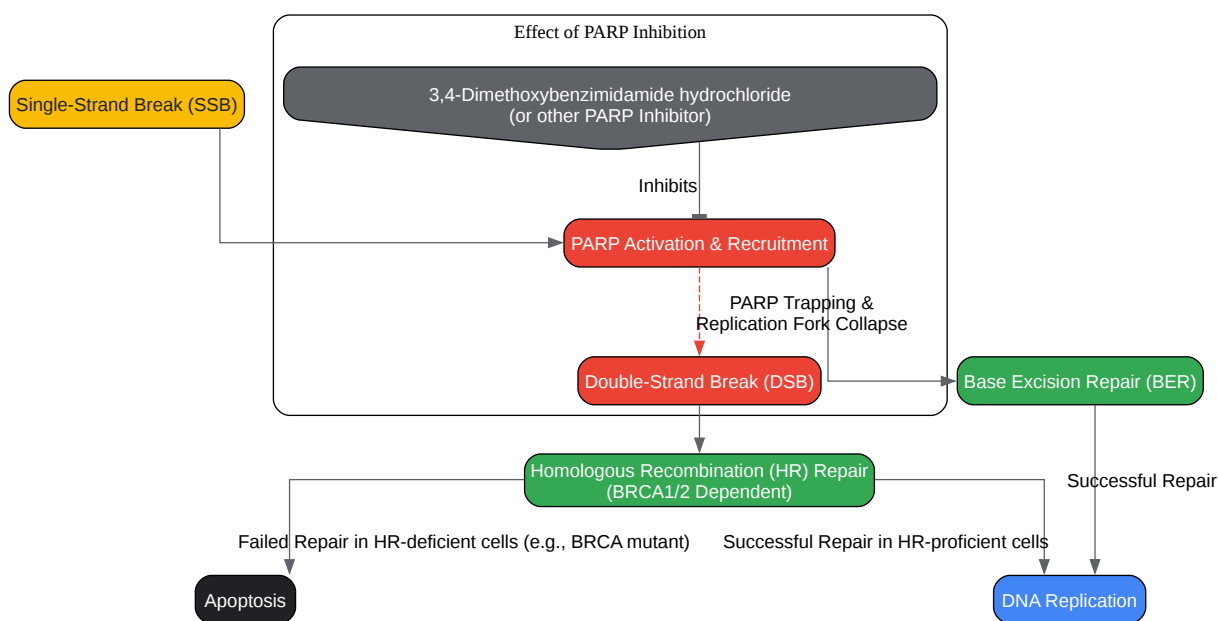 Effect of PARP Inhibition
Single-Strand Break (SSB)
3,4-Dimethoxybenzimidamide hydrochloride
(or other PARP Inhibitor)
Inhibits
PARP Activation & Recruitment
PARP Trapping &
Replication Fork Collapse
Double-Strand Break (DSB)
Base Excision Repair (BER)
Homologous Recombination (HR) Repair
(BRCA1/2 Dependent)
Successful Repair
Failed Repair in HR-deficient cells (e.g., BRCA mutant)
Successful Repair in HR-proficient cells
Apoptosis
DNA Replication